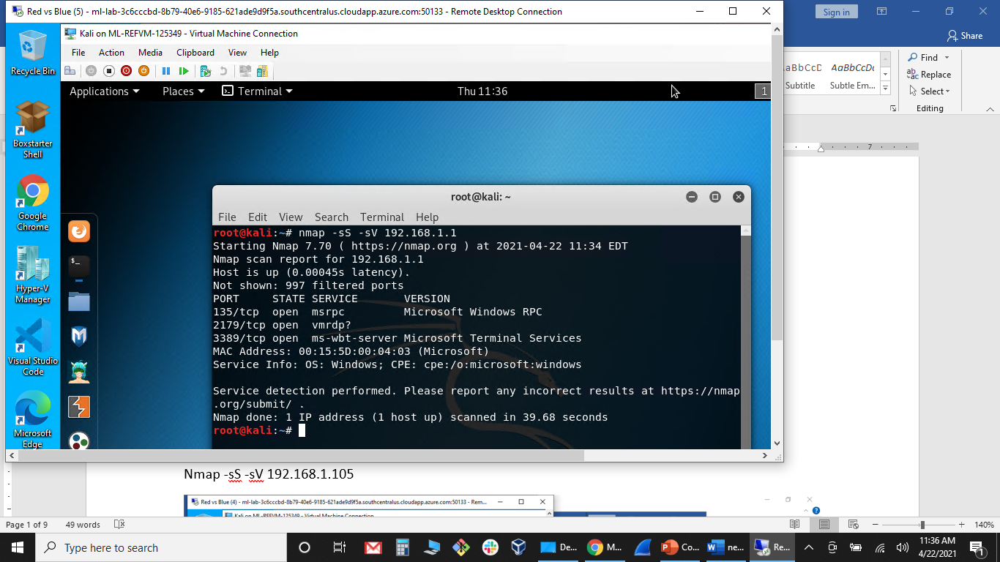 Red vs Blue (5) - ml-lab-3c6cccbd-8b79-40e6-9185-621ade9d9f5a.southcentralus.cloudapp.azure.com:50133 - Remote Desktop Connection
Sign in
Share
Kali on ML-REFVM-125349 - Virtual Machine Connection
File Action Media Clipboard View Help
Recycle Bin
Boxstarter
Shell
Google
Chrome
Hyper-V
Manager
Visual Studio
Code
Microsoft
Edge
Applications Places Terminal Thu 11:36 1
AaBbCcDc
Subtitle Subtle Em...
Find
Replace
Select
Editing
7
root@kali: ~
File Edit View Search Terminal Help
root@kali:~# nmap -sS -sV 192.168.1.1
Starting Nmap 7.70 ( https://nmap.org ) at 2021-04-22 11:34 EDT
Nmap scan report for 192.168.1.1
Host is up (0.00045s latency).
Not shown: 997 filtered ports
PORT STATE SERVICE VERSION
135/tcp open msrpc Microsoft Windows RPC
2179/tcp open vmrdp?
3389/tcp open ms-wbt-server Microsoft Terminal Services
MAC Address: 00:15:5D:00:04:03 (Microsoft)
Service Info: OS: Windows; CPE: cpe:/o:microsoft:windows
Service detection performed. Please report any incorrect results at https://nmap
.org/submit/ .
Nmap done: 1 IP address (1 host up) scanned in 39.68 seconds
root@kali:~#
Nmap -sS -sV 192.168.1.105
Red vs Blue (4) - ml-lab-3c6cccbd-8b79-40e6-9185-621ade9d9f5a.southcentralus.cloudapp.azure.com:50133 - Rem...
Kali on ML-REFVM-125349 - Virtual Machine Connection
Page 1 of 9 49 words 140%
Type here to search
De...
M...
Co...
ne...
Re...
11:36 AM
4/22/2021
1